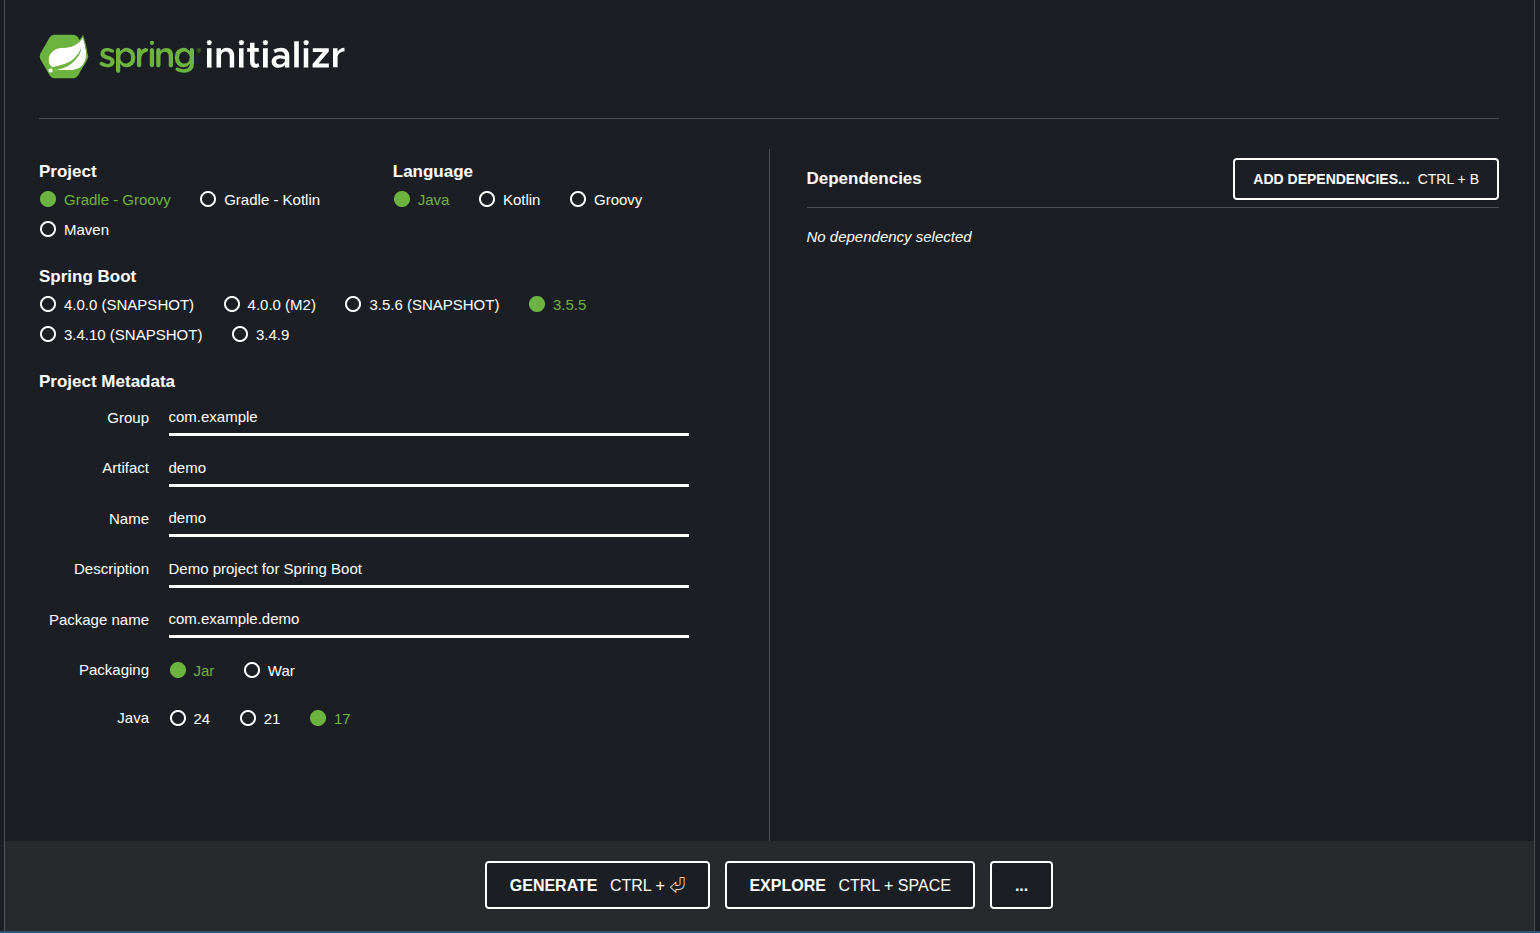 spring initializr
Project
Language
Gradle - Groovy Gradle - Kotlin
Java Kotlin Groovy
Maven
Spring Boot
4.0.0 (SNAPSHOT) 4.0.0 (M2) 3.5.6 (SNAPSHOT) 3.5.5
3.4.10 (SNAPSHOT) 3.4.9
Project Metadata
Group com.example
Artifact demo
Name demo
Description Demo project for Spring Boot
Package name com.example.demo
Packaging Jar War
Java 24 21 17
Dependencies
ADD DEPENDENCIES... CTRL + B
No dependency selected
GENERATE CTRL + ⏎
EXPLORE CTRL + SPACE
...